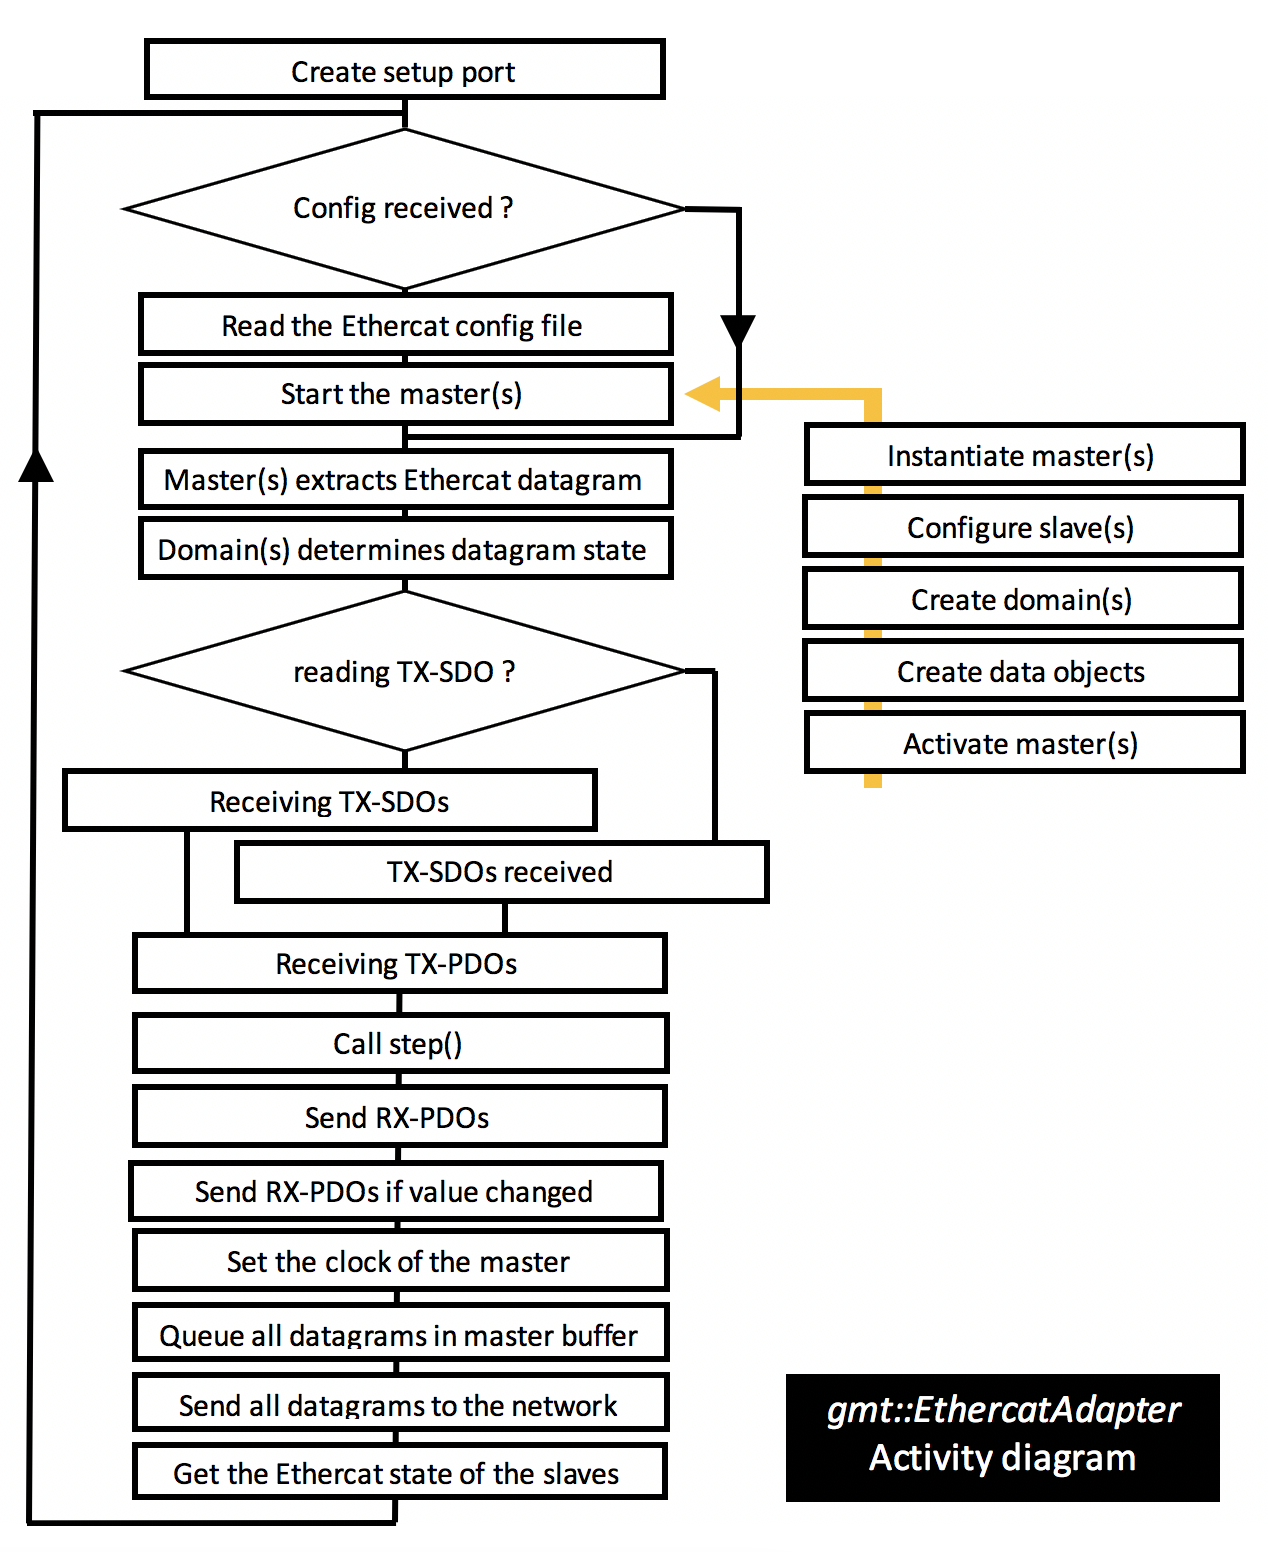 Create setup port
Config received ?
Read the Ethercat config file
Start the master(s)
Master(s) extracts Ethercat datagram
Domain(s) determines datagram state
reading TX-SDO ?
Receiving TX-SDOs
TX-SDOs received
Receiving TX-PDOs
Call step()
Send RX-PDOs
Send RX-PDOs if value changed
Set the clock of the master
Queue all datagrams in master buffer
Send all datagrams to the network
Get the Ethercat state of the slaves
Instantiate master(s)
Configure slave(s)
Create domain(s)
Create data objects
Activate master(s)
gmt::EthercatAdapter
Activity diagram